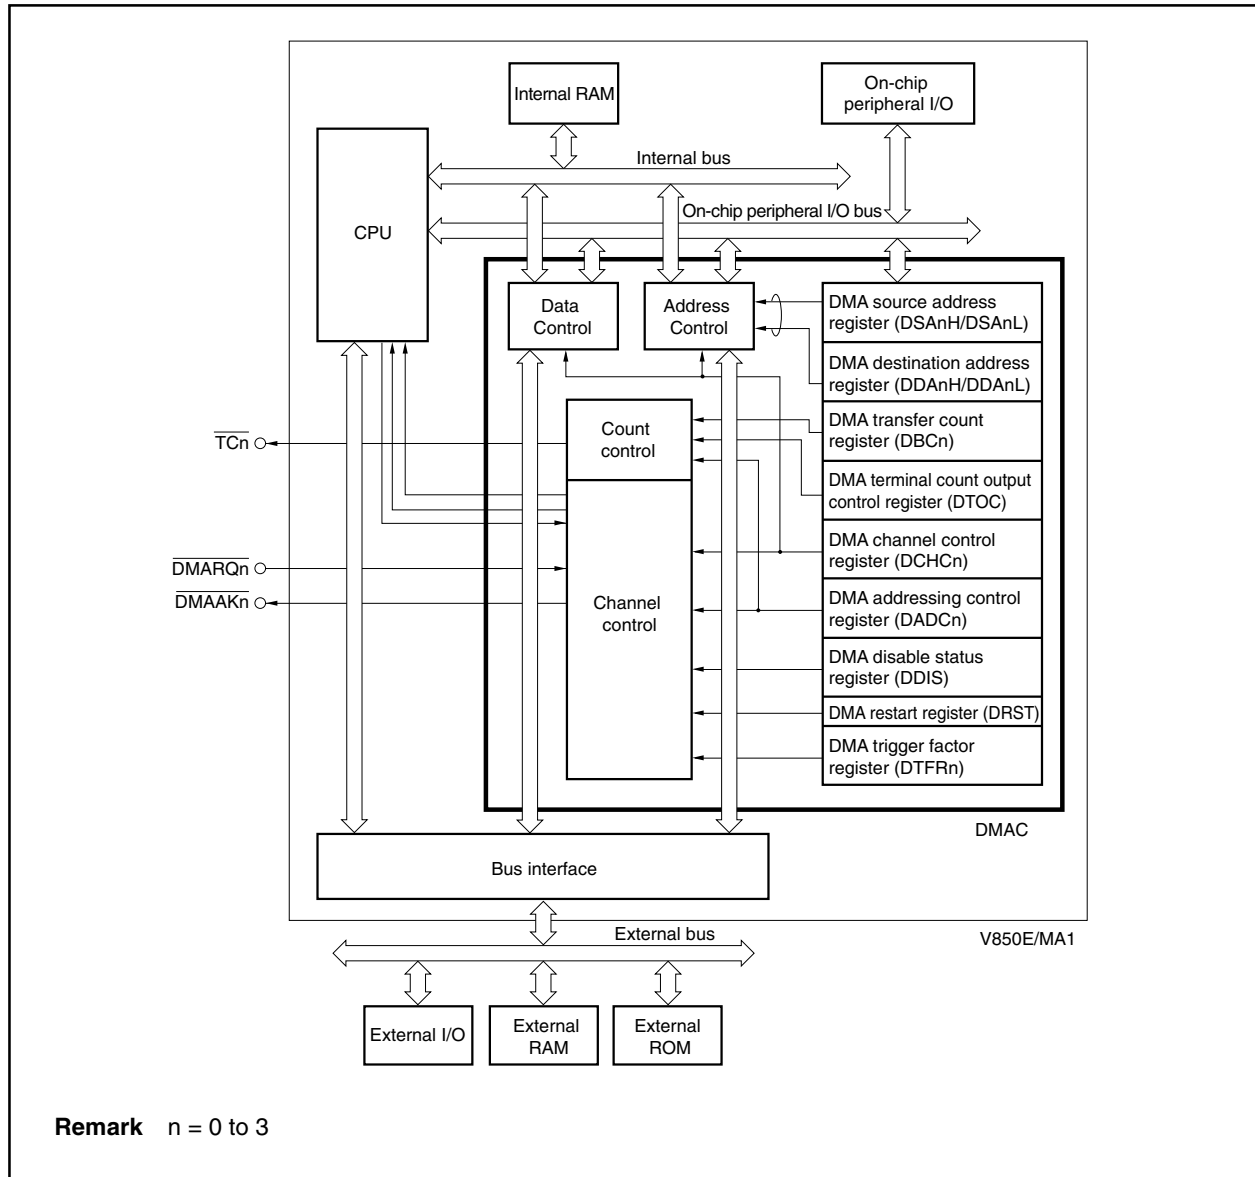 Internal RAM
On-chip
peripheral I/O
Internal bus
On-chip peripheral I/O bus
CPU
Data
Control
Address
Control
DMA source address
register (DSAnH/DSAnL)
DMA destination address
register (DDAnH/DDAnL)
DMA transfer count
register (DBCn)
DMA terminal count output
control register (DTOC)
DMA channel control
register (DCHCn)
DMA addressing control
register (DADCn)
DMA disable status
register (DDIS)
DMA restart register (DRST)
DMA trigger factor
register (DTFRn)
Count
control
Channel
control
TCn
DMARQn
DMAAKn
DMAC
Bus interface
V850E/MA1
External bus
External I/O
External
RAM
External
ROM
Remark n = 0 to 3